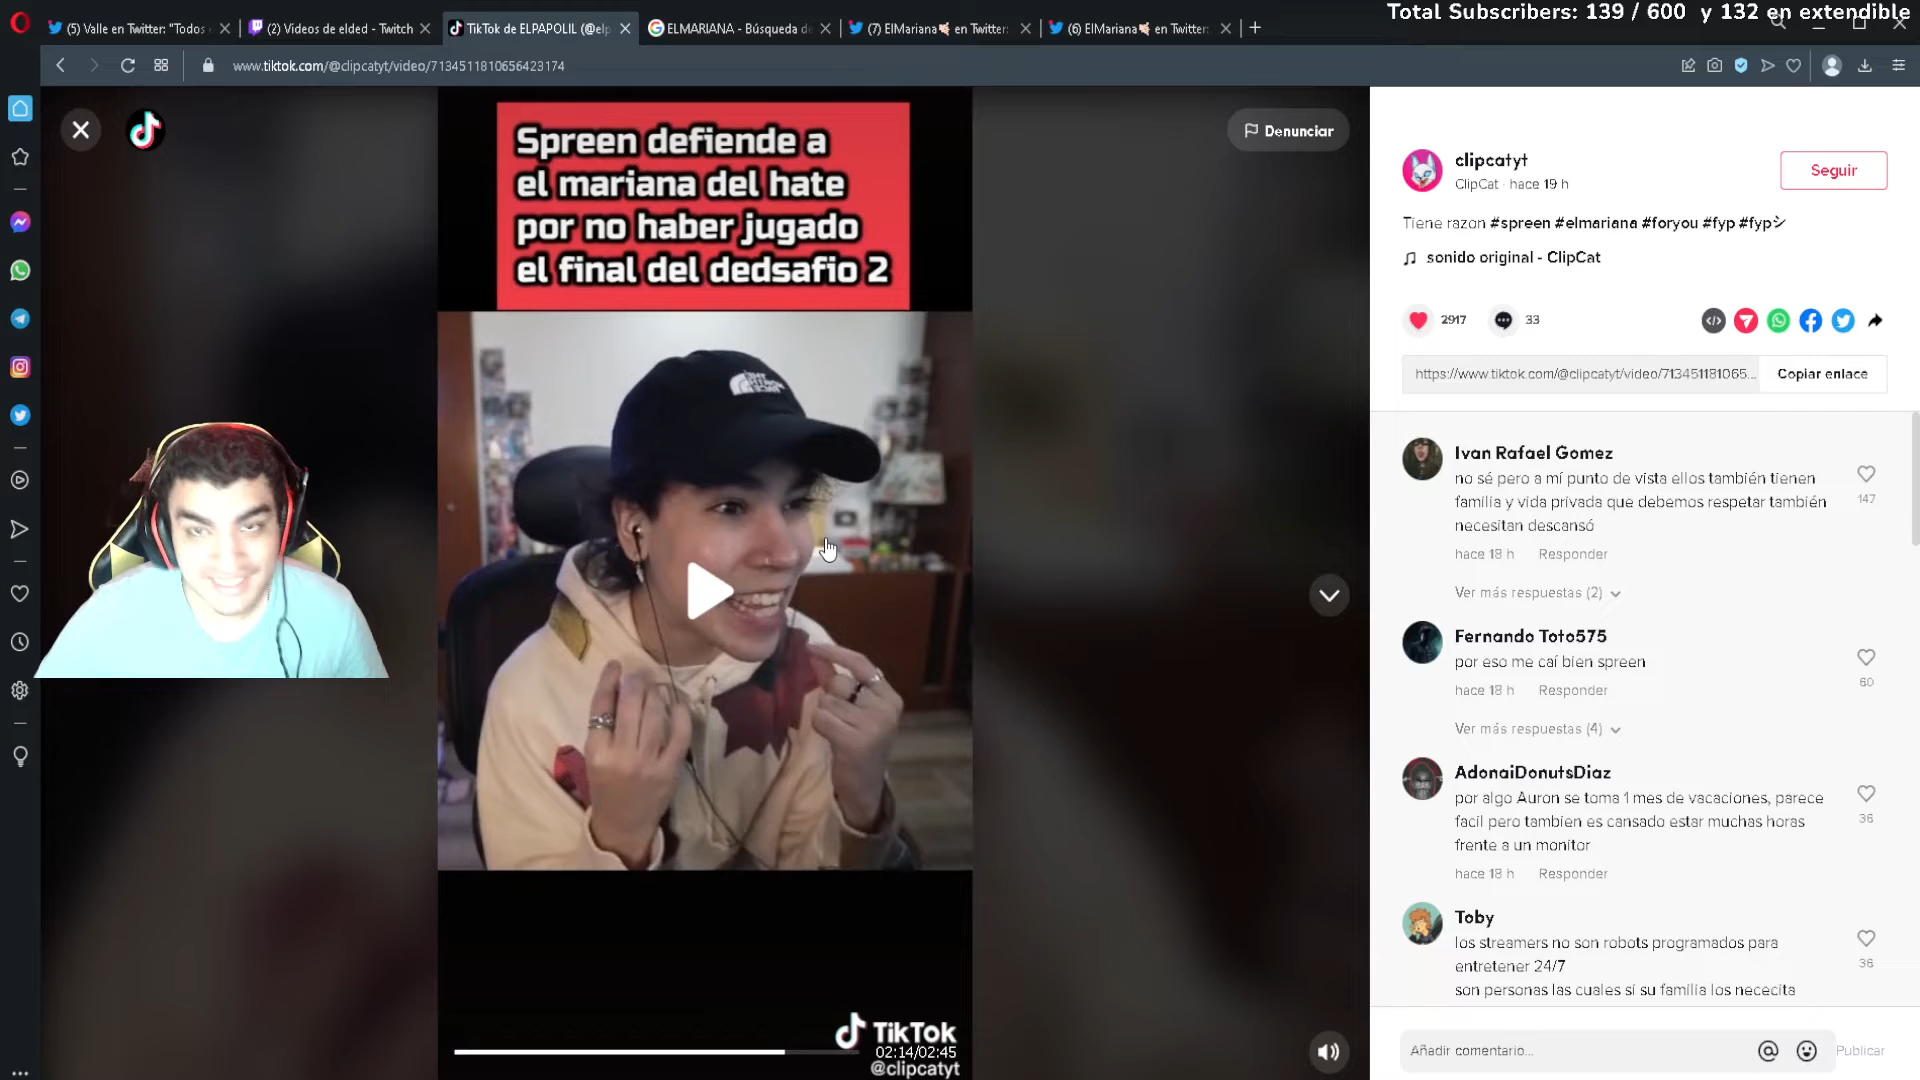 Total Subscribers: 139 / 600 y 132 en extendible
(5) Valle en Twitter: "Todos
(2) Videos de elded - Twitch
TikTok de ELPAPOLIL (@elp
ELMARIANA - Búsqueda de
(7) ElMariana en Twitter:
(6) ElMariana en Twitter:
www.tiktok.com/@clipcatyt/video/7134511810656423174
Denunciar
Spreen defiende a
el mariana del hate
por no haber jugado
el final del dedsafio 2
THE
NORTH
FACE
TikTok
02:14/02:45
@clipcatyt
clipcatyt
ClipCat · hace 19 h
Seguir
Tiene razon #spreen #elmariana #foryou #fyp #fypシ
sonido original - ClipCat
2917
33
https://www.tiktok.com/@clipcatyt/video/713451181065...
Copiar enlace
Ivan Rafael Gomez
no sé pero a mí punto de vista ellos también tienen
familia y vida privada que debemos respetar también
necesitan descansó
147
hace 18 h Responder
Ver más respuestas (2)
Fernando Toto575
por eso me caí bien spreen
60
hace 18 h Responder
Ver más respuestas (4)
AdonaiDonutsDiaz
por algo Auron se toma 1 mes de vacaciones, parece
facil pero tambien es cansado estar muchas horas
frente a un monitor
36
hace 18 h Responder
Toby
los streamers no son robots programados para
entretener 24/7
son personas las cuales si su familia los nececita
36
Añadir comentario...
Publicar